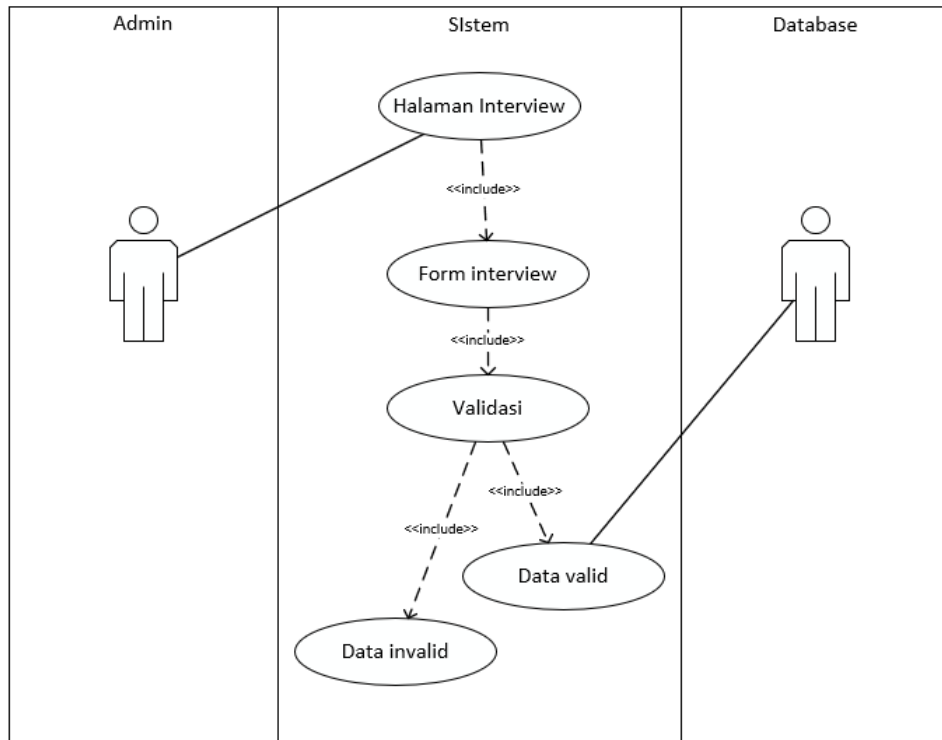 Admin
SIstem
Database
Halaman Interview
<<include>>
Form interview
<<include>>
Validasi
<<include>>
<<include>>
Data valid
Data invalid